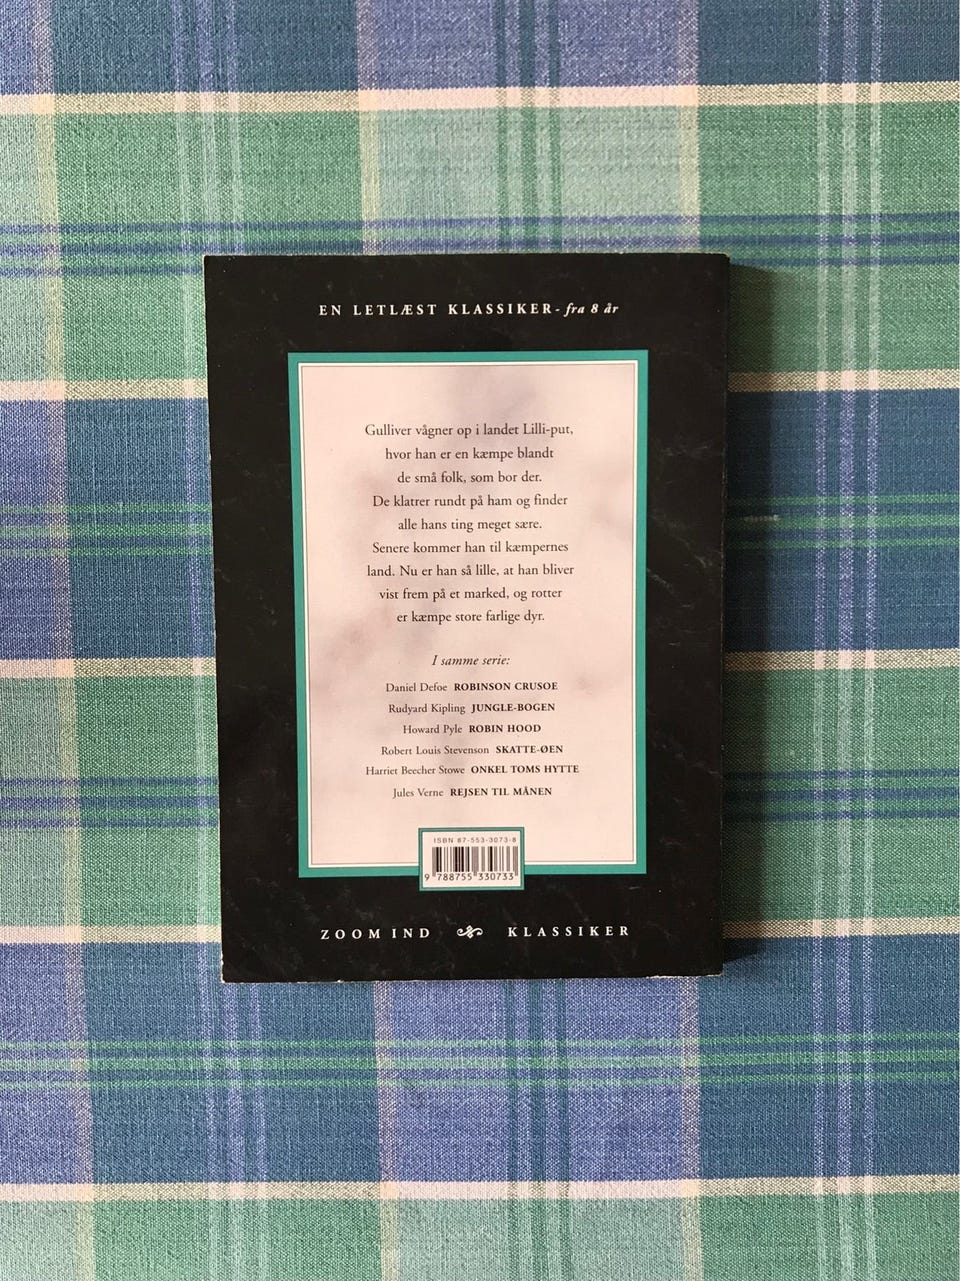 EN LETLÆST KLASSIKER - fra 8 år
Gulliver vågner op i landet Lilli-put,
hvor han er en kæmpe blandt
de små folk, som bor der.
De klatrer rundt på ham og finder
alle hans ting meget sære.
Senere kommer han til kæmpernes
land. Nu er han så lille, at han bliver
vist frem på et marked, og rotter
er kæmpe store farlige dyr.
I samme serie:
Daniel Defoe ROBINSON CRUSOE
Rudyard Kipling JUNGLE-BOGEN
Howard Pyle ROBIN HOOD
Robert Louis Stevenson SKATTE-ØEN
Harriet Beecher Stowe ONKEL TOMS HYTTE
Jules Verne REJSEN TIL MÅNEN
ISBN 87-553-3073-8
9 788755 330733
ZOOM IND KLASSIKER